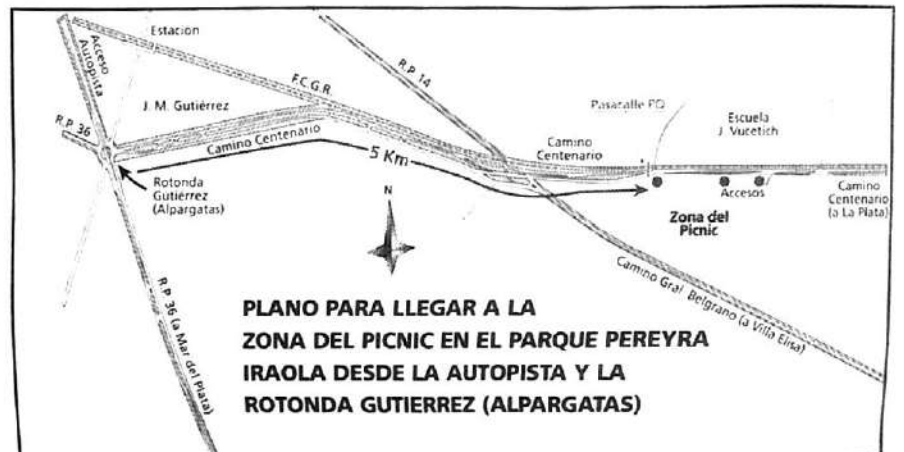 Estacion
Acceso
Autopista
F.C.G.R.
R.P. 14
J. M. Gutiérrez
Pasacalle PQ
Escuela
J. Vucetich
R.P. 36
Camino Centenario
5 Km
Camino
Centenario
Rotonda
Gutiérrez
(Alpargatas)
Accesos
Camino
Centenario
(a La Plata)
Zona del
Picnic
N
R.P. 36 (a Mar del Plata)
Camino Gral. Belgrano (a Villa Elisa)
PLANO PARA LLEGAR A LA
ZONA DEL PICNIC EN EL PARQUE PEREYRA
IRAOLA DESDE LA AUTOPISTA Y LA
ROTONDA GUTIERREZ (ALPARGATAS)